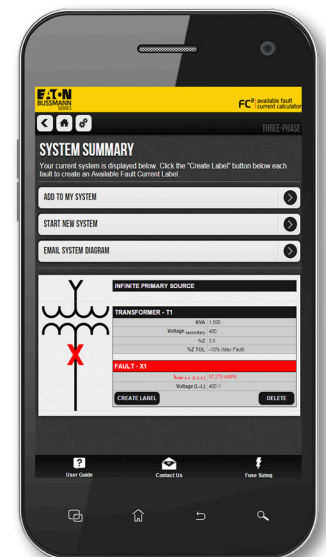 EATON
BUSSMANN
SERIES
FC² available fault
current calculator
THREE-PHASE
SYSTEM SUMMARY
Your current system is displayed below. Click the "Create Label" button below each
fault to create an Available Fault Current Label.
ADD TO MY SYSTEM
START NEW SYSTEM
EMAIL SYSTEM DIAGRAM
INFINITE PRIMARY SOURCE
TRANSFORMER - T1
KVA 1,500
Voltage secondary 480
%Z 3.5
%Z TOL -10% (Max Fault)
X
FAULT - X1
57,279 AMPS
Voltage (L-L) 480 V
CREATE LABEL DELETE
? 
User Guide Contact Us Fuse Sizing